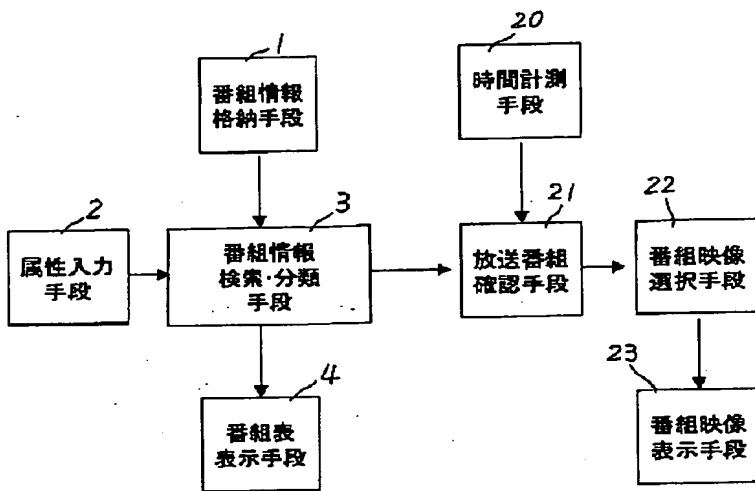 1
番組情報
格納手段
20
時間計測
手段
2
属性入力
手段
3
番組情報
検索・分類
手段
21
放送番組
確認手段
22
番組映像
選択手段
4
番組表
表示手段
23
番組映像
表示手段